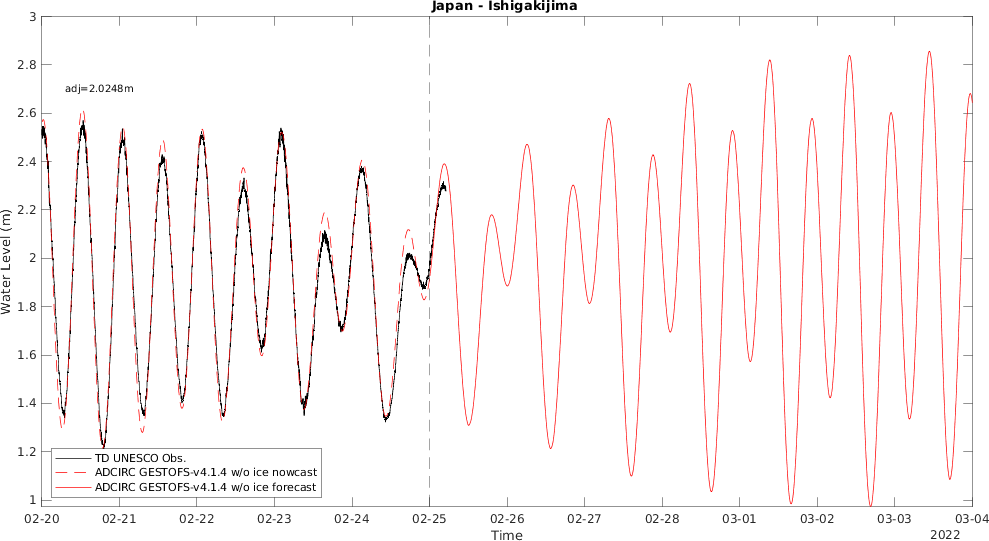 Japan - Ishigakijima
3
2.8
2.6
2.4
2.2
2
1.8
1.6
1.4
1.2
1
Water Level (m)
adj=2.0248m
TD UNESCO Obs.
ADCIRC GESTOFS-v4.1.4 w/o ice nowcast
ADCIRC GESTOFS-v4.1.4 w/o ice forecast
02-20 02-21 02-22 02-23 02-24 02-25 02-26 02-27 02-28 03-01 03-02 03-03 03-04
Time
2022